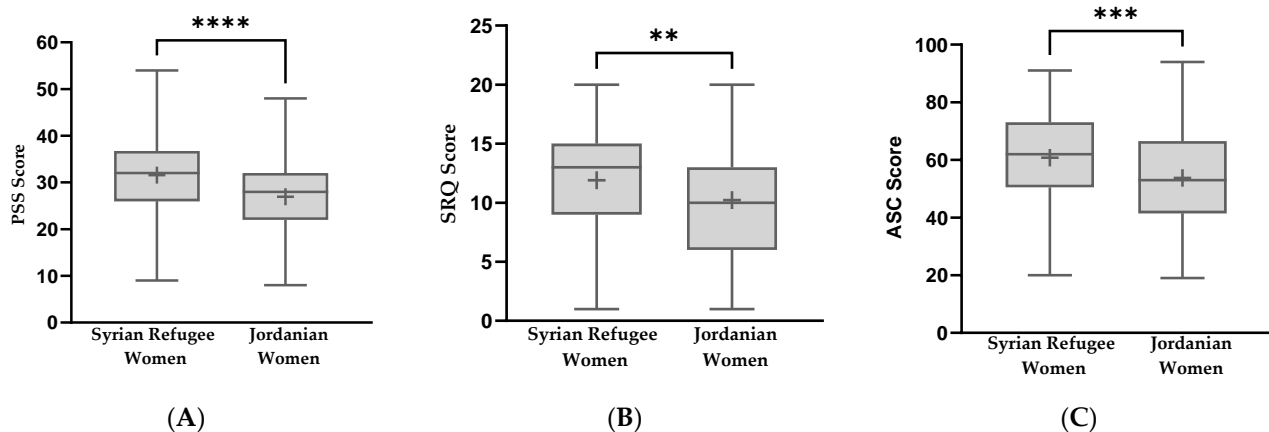 ****
60
50
40
30
20
10
0
PSS Score
Syrian Refugee Women
Jordanian Women
(A)
**
25
20
15
10
5
0
SRQ Score
Syrian Refugee Women
Jordanian Women
(B)
***
100
80
60
40
20
0
ASC Score
Syrian Refugee Women
Jordanian Women
(C)